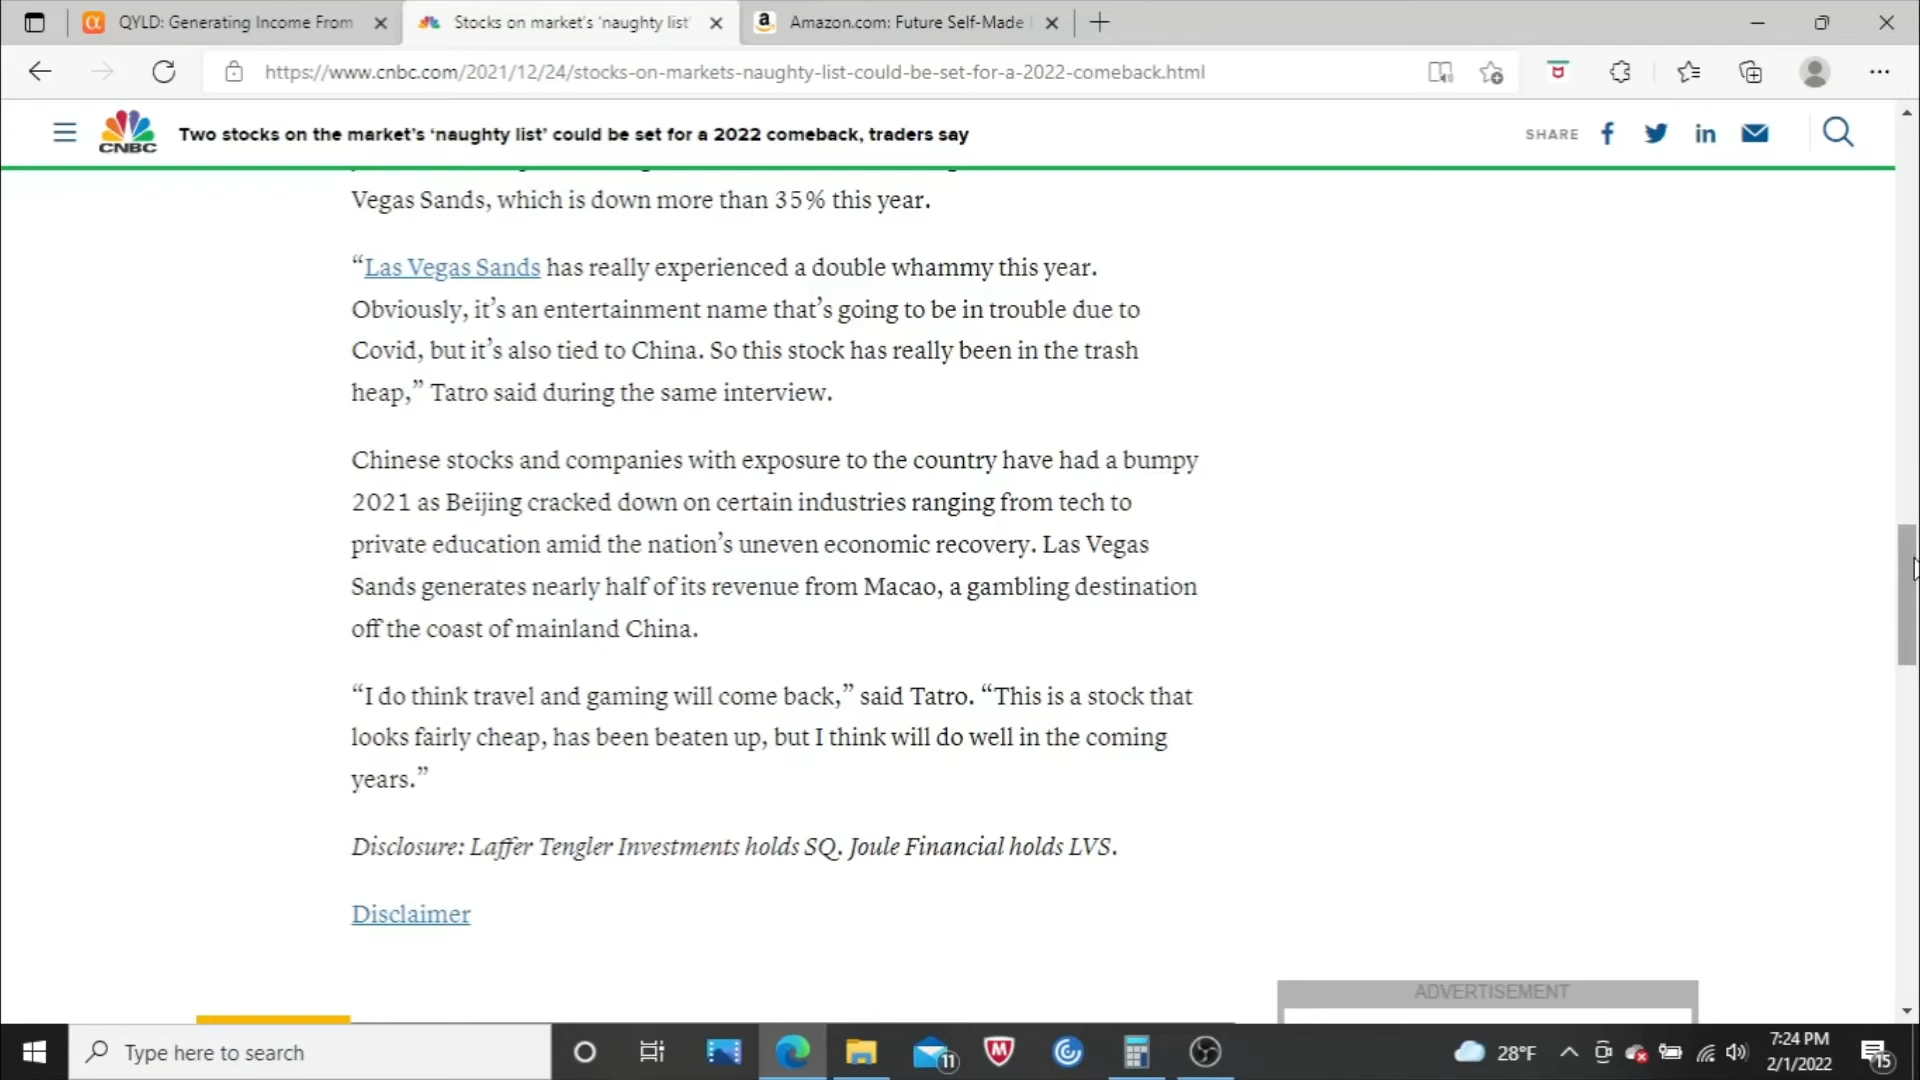 QYLD: Generating Income From
Stocks on market's 'naughty list'
Amazon.com: Future Self-Made
https://www.cnbc.com/2021/12/24/stocks-on-markets-naughty-list-could-be-set-for-a-2022-comeback.html
CNBC
Two stocks on the market's ‘naughty list’ could be set for a 2022 comeback, traders say
SHARE
Vegas Sands, which is down more than 35% this year.
“Las Vegas Sands has really experienced a double whammy this year.
Obviously, it’s an entertainment name that’s going to be in trouble due to
Covid, but it’s also tied to China. So this stock has really been in the trash
heap,” Tatro said during the same interview.
Chinese stocks and companies with exposure to the country have had a bumpy
2021 as Beijing cracked down on certain industries ranging from tech to
private education amid the nation’s uneven economic recovery. Las Vegas
Sands generates nearly half of its revenue from Macao, a gambling destination
off the coast of mainland China.
“I do think travel and gaming will come back,” said Tatro. “This is a stock that
looks fairly cheap, has been beaten up, but I think will do well in the coming
years.”
Disclosure: Laffer Tengler Investments holds SQ. Joule Financial holds LVS.
Disclaimer
ADVERTISEMENT
Type here to search
11
28°F
7:24 PM
2/1/2022
15